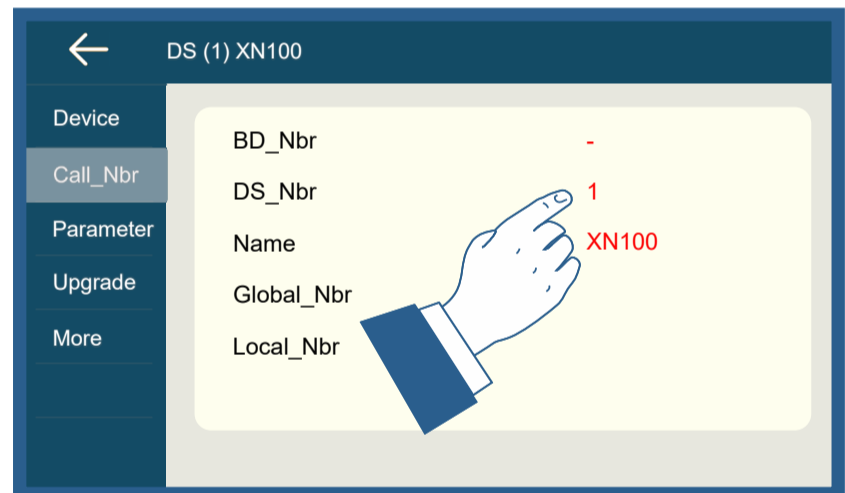 DS (1) XN100
Device
Call_Nbr
Parameter
Upgrade
More
BD_Nbr -
DS_Nbr 1
Name XN100
Global_Nbr
Local_Nbr